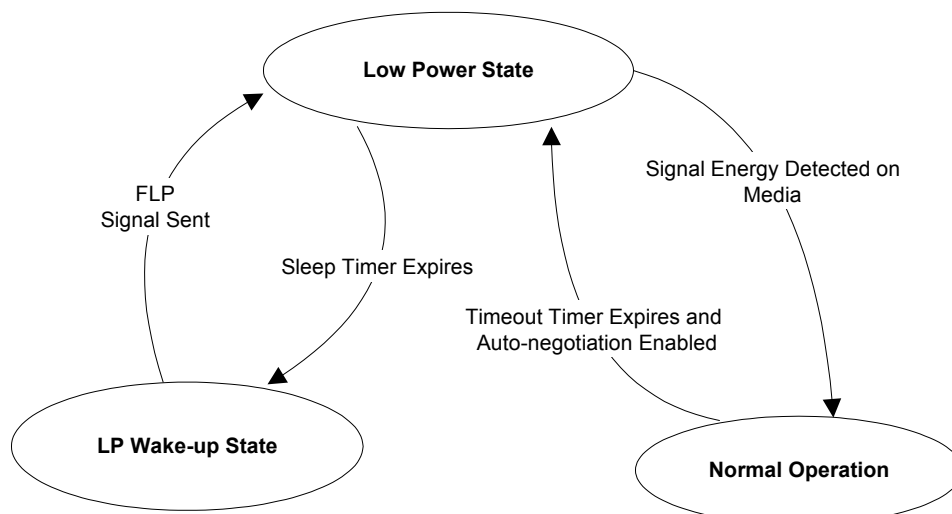 Low Power State
Signal Energy Detected on
Media
FLP
Signal Sent
Sleep Timer Expires
Timeout Timer Expires and
Auto-negotiation Enabled
LP Wake-up State
Normal Operation